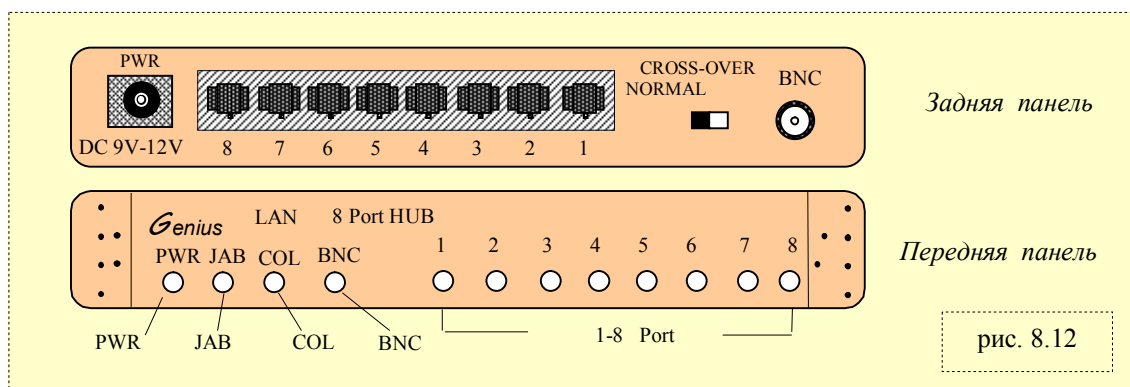 PWR
CROSS-OVER
NORMAL
BNC
DC 9V-12V
8 7 6 5 4 3 2 1
Задняя панель
Genius LAN 8 Port HUB
PWR JAB COL BNC
1 2 3 4 5 6 7 8
Передняя панель
PWR JAB COL BNC
1-8 Port
рис. 8.12